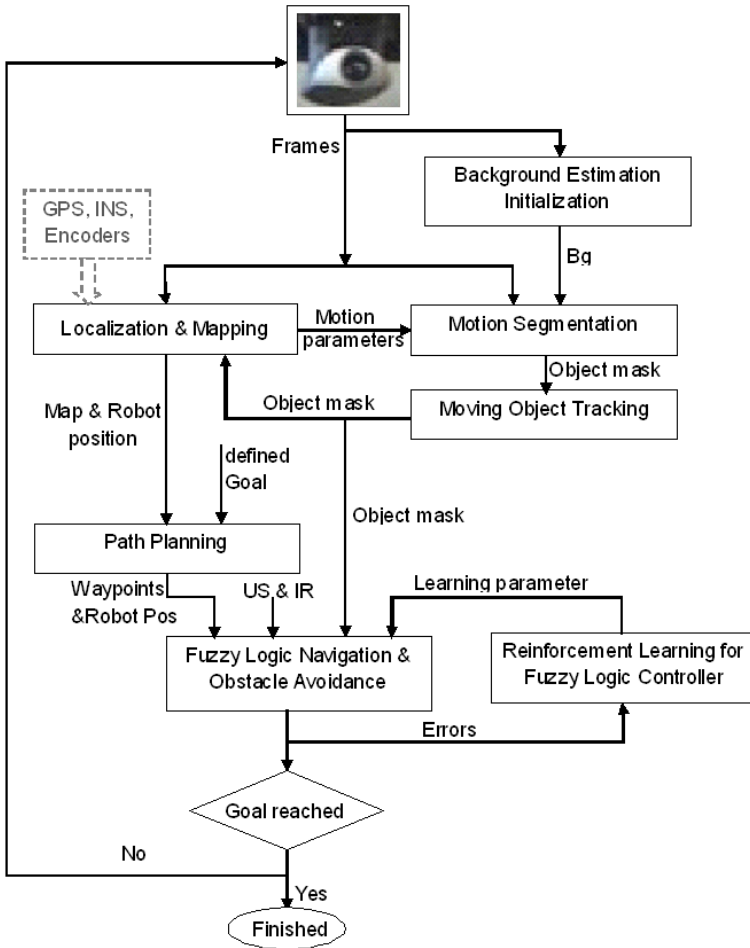 Frames
Background Estimation
Initialization
GPS, INS,
Encoders
Bg
Localization & Mapping
Motion
parameters
Motion Segmentation
Object mask
Object mask
Moving Object Tracking
Map & Robot
position
defined
Goal
Object mask
Path Planning
Waypoints
&Robot Pos
US & IR
Learning parameter
Fuzzy Logic Navigation &
Obstacle Avoidance
Reinforcement Learning for
Fuzzy Logic Controller
Errors
Goal reached
No
Yes
Finished